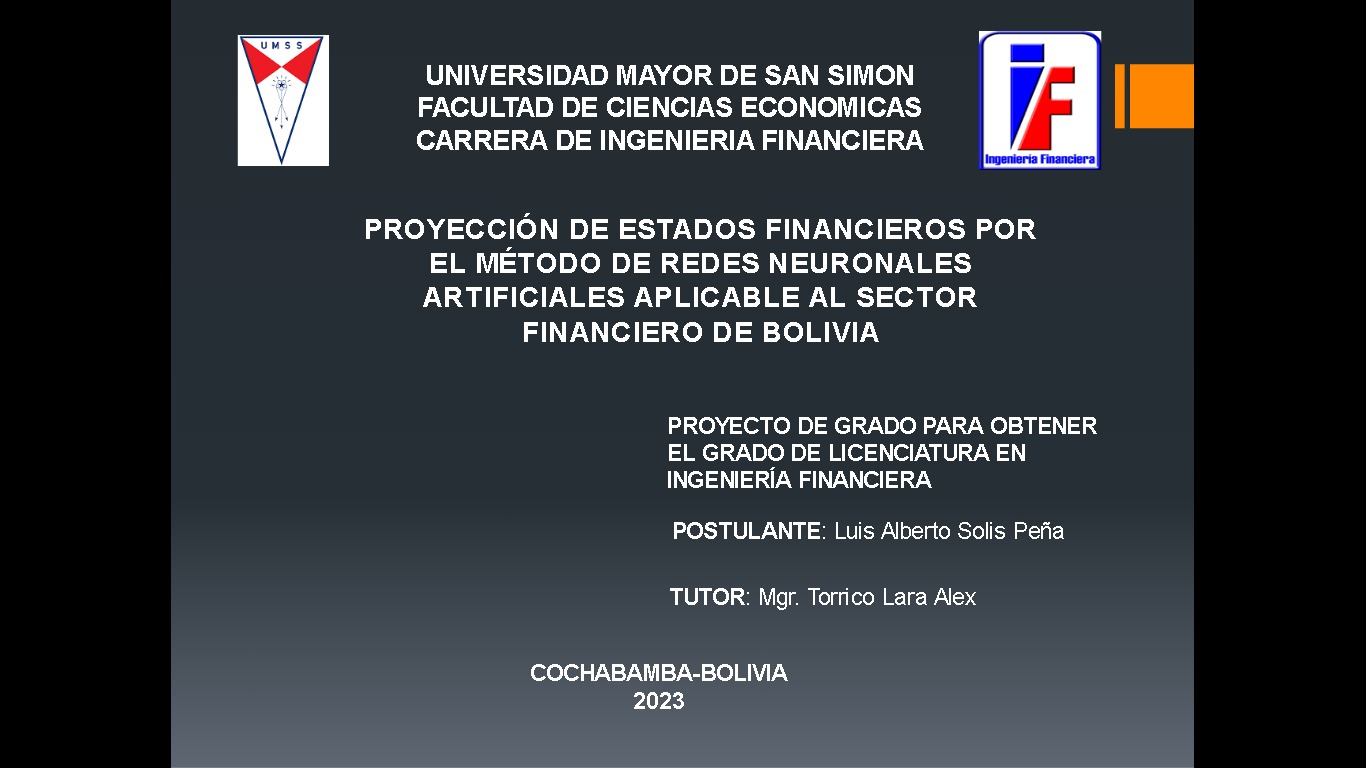 UMSS
UNIVERSIDAD MAYOR DE SAN SIMON
FACULTAD DE CIENCIAS ECONOMICAS
CARRERA DE INGENIERIA FINANCIERA
iF
Ingeniería Financiera
PROYECCIÓN DE ESTADOS FINANCIEROS POR
EL MÉTODO DE REDES NEURONALES
ARTIFICIALES APLICABLE AL SECTOR
FINANCIERO DE BOLIVIA
PROYECTO DE GRADO PARA OBTENER
EL GRADO DE LICENCIATURA EN
INGENIERÍA FINANCIERA
POSTULANTE: Luis Alberto Solis Peña
TUTOR: Mgr. Torrico Lara Alex
COCHABAMBA-BOLIVIA
2023